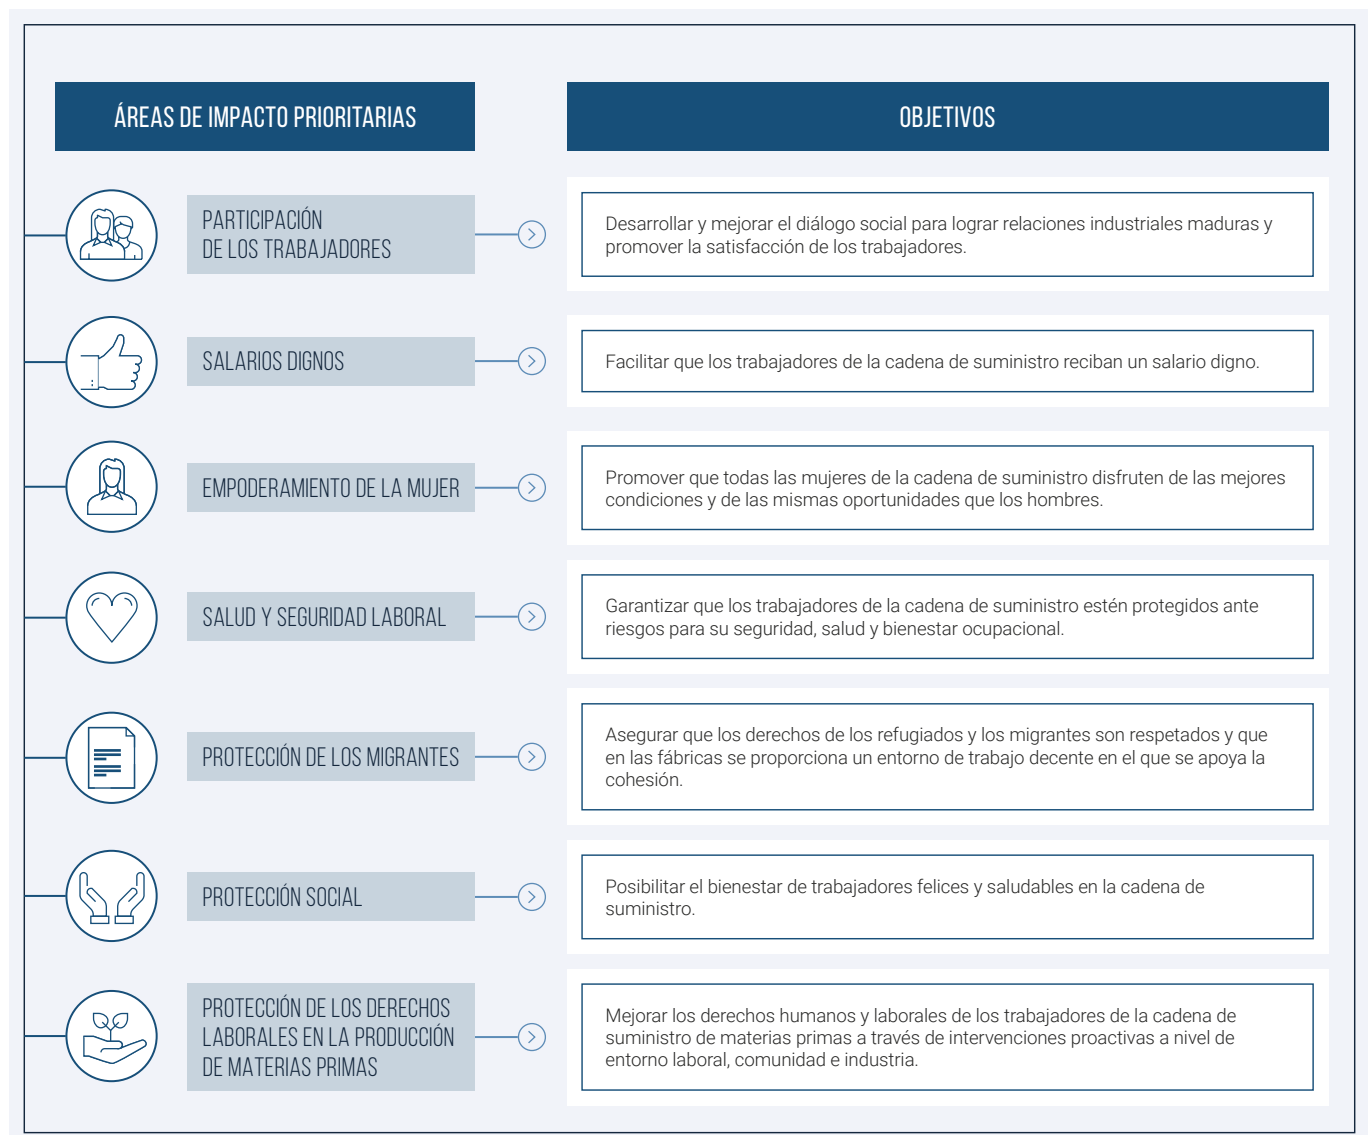 ÁREAS DE IMPACTO PRIORITARIAS
OBJETIVOS
PARTICIPACIÓN
DE LOS TRABAJADORES
Desarrollar y mejorar el diálogo social para lograr relaciones industriales maduras y
promover la satisfacción de los trabajadores.
SALARIOS DIGNOS
Facilitar que los trabajadores de la cadena de suministro reciban un salario digno.
EMPODERAMIENTO DE LA MUJER
Promover que todas las mujeres de la cadena de suministro disfruten de las mejores
condiciones y de las mismas oportunidades que los hombres.
SALUD Y SEGURIDAD LABORAL
Garantizar que los trabajadores de la cadena de suministro estén protegidos ante
riesgos para su seguridad, salud y bienestar ocupacional.
PROTECCIÓN DE LOS MIGRANTES
Asegurar que los derechos de los refugiados y los migrantes son respetados y que
en las fábricas se proporciona un entorno de trabajo decente en el que se apoya la
cohesión.
PROTECCIÓN SOCIAL
Posibilitar el bienestar de trabajadores felices y saludables en la cadena de
suministro.
PROTECCIÓN DE LOS DERECHOS
LABORALES EN LA PRODUCCIÓN
DE MATERIAS PRIMAS
Mejorar los derechos humanos y laborales de los trabajadores de la cadena de
suministro de materias primas a través de intervenciones proactivas a nivel de
entorno laboral, comunidad e industria.